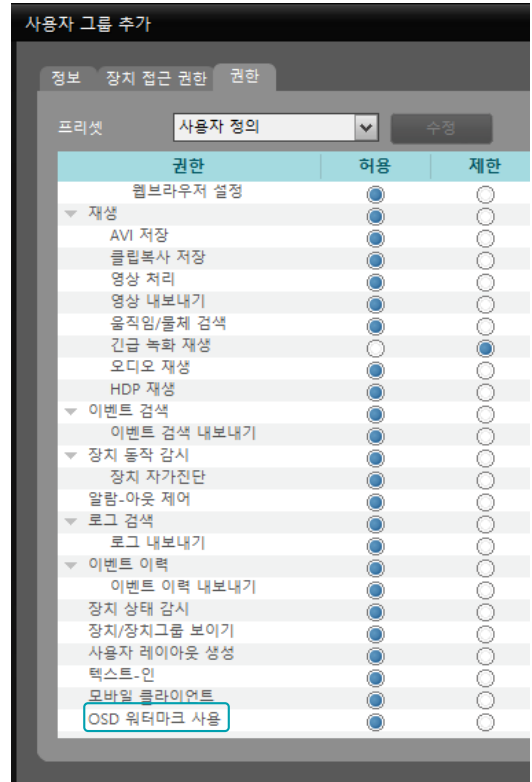 사용자 그룹 추가
정보 장치 접근 권한 권한
프리셋 사용자 정의 수정
권한 허용 제한
웹브라우저 설정
재생
AVI 저장
클립복사 저장
영상 처리
영상 내보내기
움직임/물체 검색
긴급 녹화 재생
오디오 재생
HDP 재생
이벤트 검색
이벤트 검색 내보내기
장치 동작 감시
장치 자가진단
알람-아웃 제어
로그 검색
로그 내보내기
이벤트 이력
이벤트 이력 내보내기
장치 상태 감시
장치/장치그룹 보이기
사용자 레이아웃 생성
텍스트-인
모바일 클라이언트
OSD 워터마크 사용